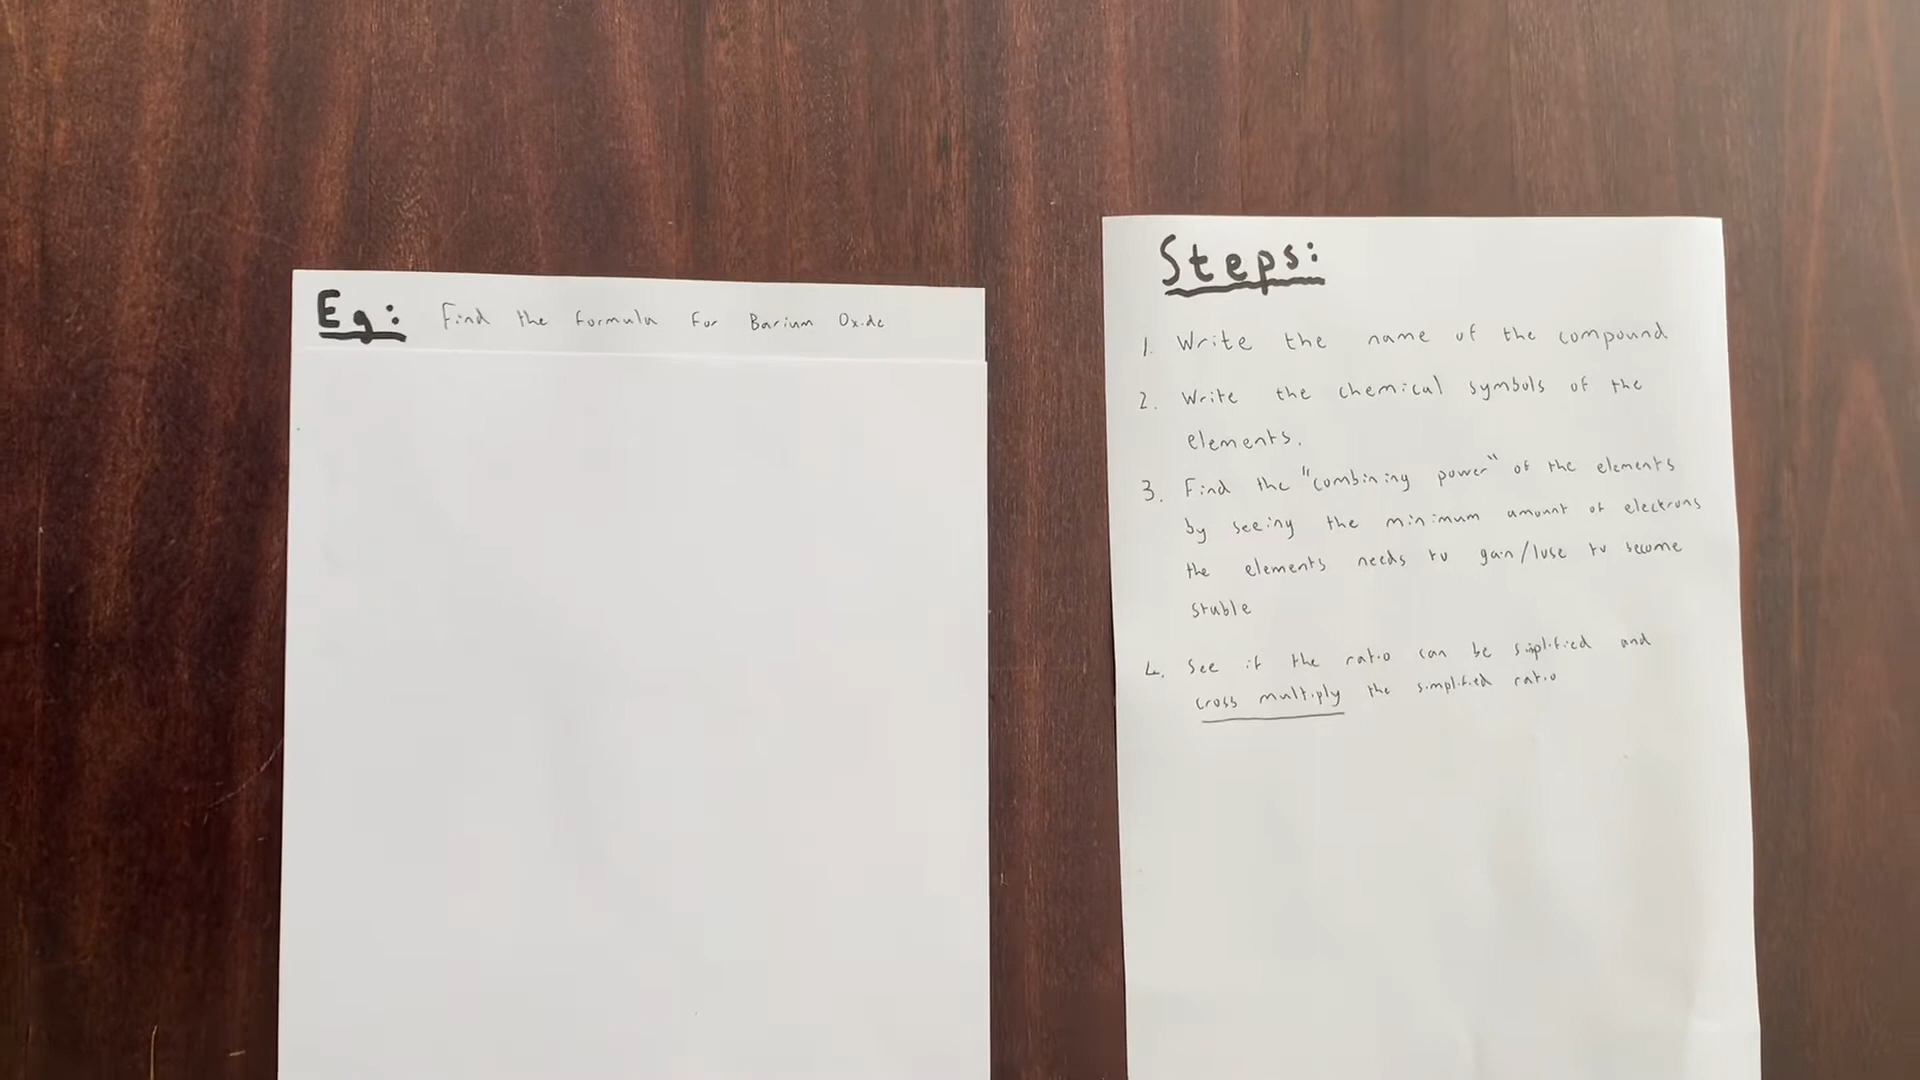 Eg: Find the formula for Barium Oxide
Steps:
1. Write the name of the compound
2. Write the chemical symbols of the
elements.
3. Find the "combining power" of the elements
by seeing the minimum amount of electrons
the elements needs to gain/lose to become
stable
4. See if the ratio can be simplified and
cross multiply the simplified ratio